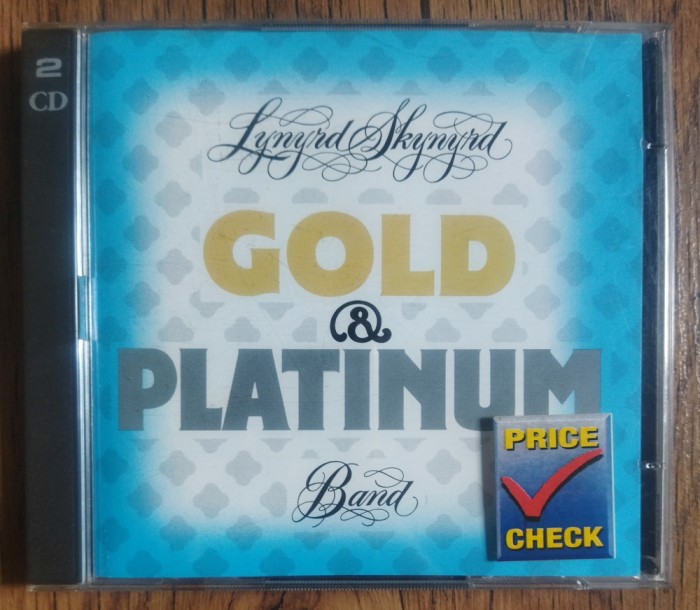 2
CD
Lynyrd Skynyrd
GOLD
&
PLATINUM
Band
PRICE
CHECK